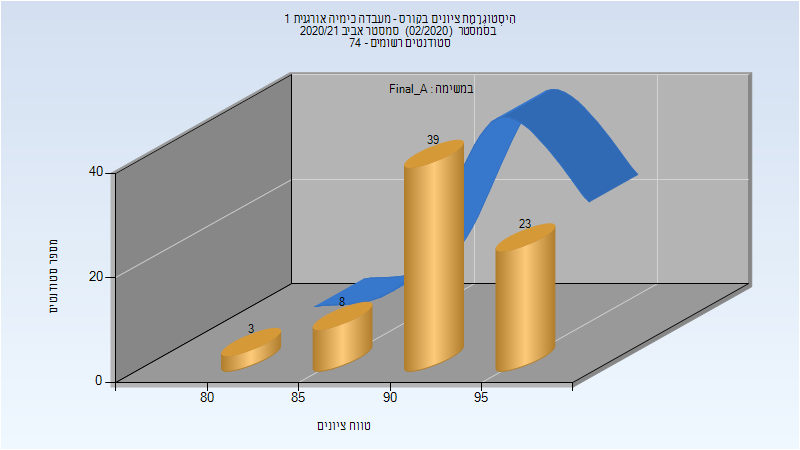 היסטוגרמת ציונים בקורס - מעבדה כימיה אורגנית 1
בסמסטר (02/2020) סמסטר אביב 2020/21
סטודנטים רשומים - 74
במשימה : Final_A
39
23
8
3
40
20
0
מספר סטודנטים
80
85
90
95
טווח ציונים